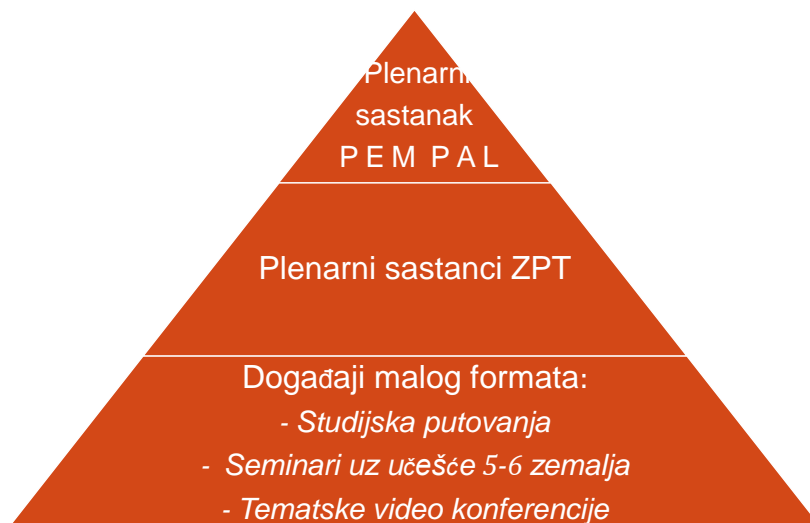 Plenarni
sastanak
P E M P A L
Plenarni sastanci ZPT
Događaji malog formata:
- Studijska putovanja
- Seminari uz učešće 5-6 zemalja
- Tematske video konferencije